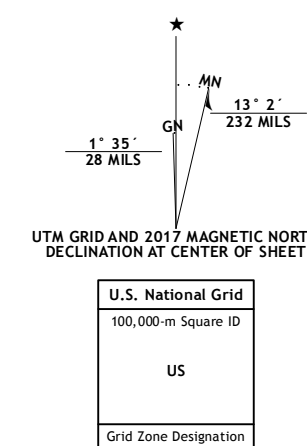 ★
MN
GN
13° 2´
232 MILS
1° 35´
28 MILS
UTM GRID AND 2017 MAGNETIC NORT
DECLINATION AT CENTER OF SHEET
U.S. National Grid
100,000-m Square ID
US
Grid Zone Designation